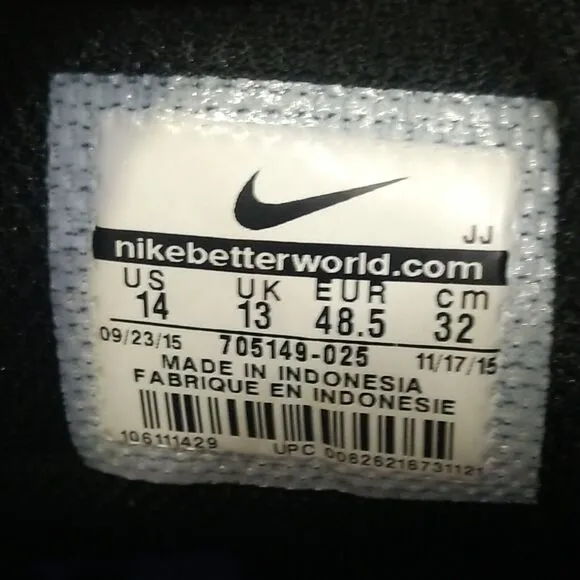 JJ
nikebetterworld.com
US UK EUR cm
14 13 48.5 32
09/23/15 705149-025 11/17/15
MADE IN INDONESIA
FABRIQUE EN INDONESIE
106111429 UPC 00826216731121